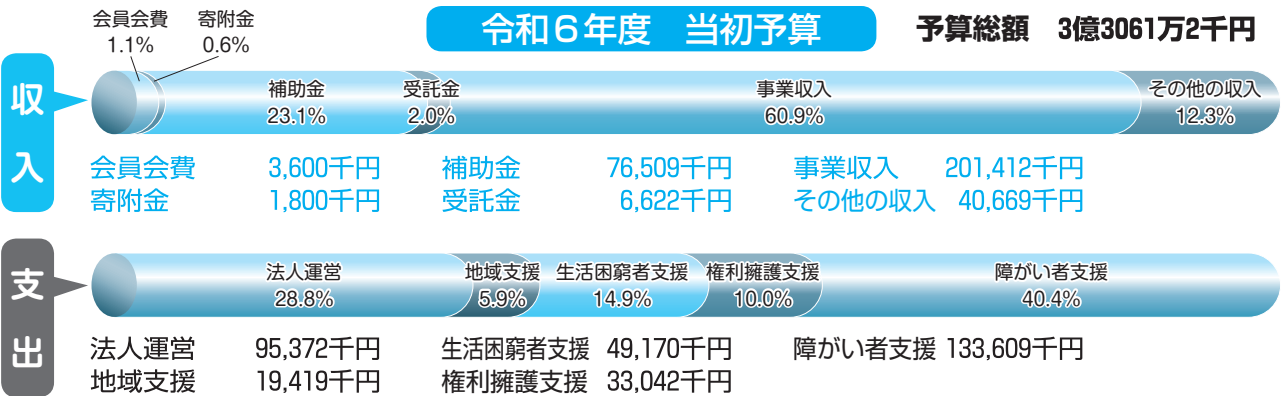 令和６年度　当初予算
予算総額　3億3061万2千円
収入
会員会費
1.1%
寄附金
0.6%
補助金
23.1%
受託金
2.0%
事業収入
60.9%
その他の収入
12.3%
会員会費 3,600千円 補助金 76,509千円 事業収入 201,412千円
寄附金 1,800千円 受託金 6,622千円 その他の収入 40,669千円
支出
法人運営
28.8%
地域支援
5.9%
生活困窮者支援
14.9%
権利擁護支援
10.0%
障がい者支援
40.4%
法人運営 95,372千円 生活困窮者支援 49,170千円 障がい者支援 133,609千円
地域支援 19,419千円 権利擁護支援 33,042千円